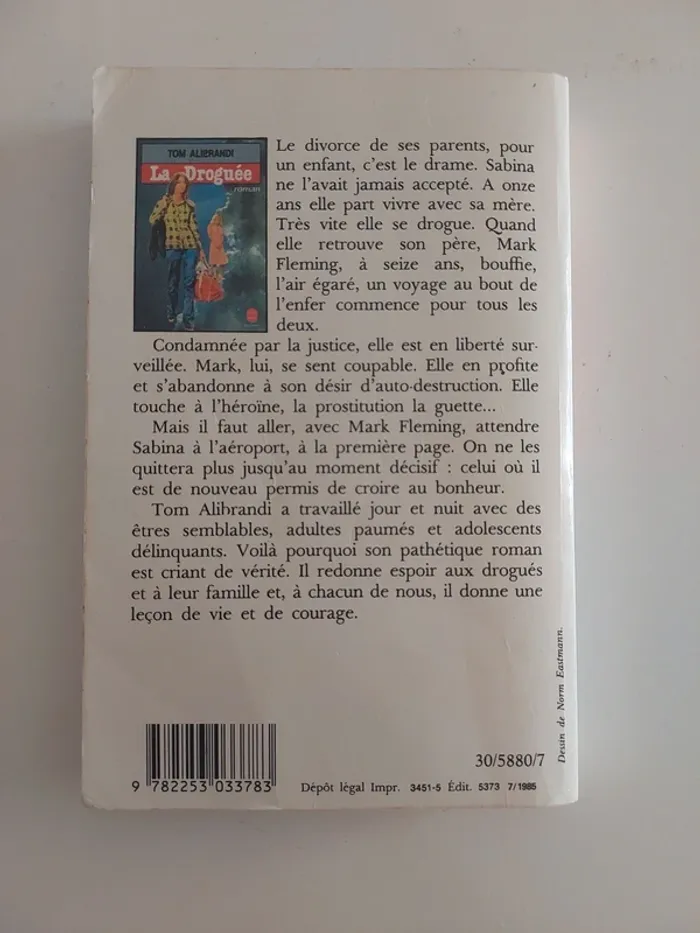 TOM ALIBRANDI
La Droguée
roman
Le divorce de ses parents, pour
un enfant, c'est le drame. Sabina
ne l'avait jamais accepté. A onze
ans elle part vivre avec sa mère.
Très vite elle se drogue. Quand
elle retrouve son père, Mark
Fleming, à seize ans, bouffie,
l'air égaré, un voyage au bout de
l'enfer commence pour tous les
deux.
Condamnée par la justice, elle est en liberté sur-
veillée. Mark, lui, se sent coupable. Elle en profite
et s'abandonne à son désir d'auto-destruction. Elle
touche à l'héroïne, la prostitution la guette...
Mais il faut aller, avec Mark Fleming, attendre
Sabina à l'aéroport, à la première page. On ne les
quittera plus jusqu'au moment décisif : celui où il
est de nouveau permis de croire au bonheur.
Tom Alibrandi a travaillé jour et nuit avec des
êtres semblables, adultes paumés et adolescents
délinquants. Voilà pourquoi son pathétique roman
est criant de vérité. Il redonne espoir aux drogués
et à leur famille et, à chacun de nous, il donne une
leçon de vie et de courage.
Dessin de Norm Eastmann.
30/5880/7
9 782253 033783
Dépôt légal Impr. 3451-5 Édit. 5373 7/1985